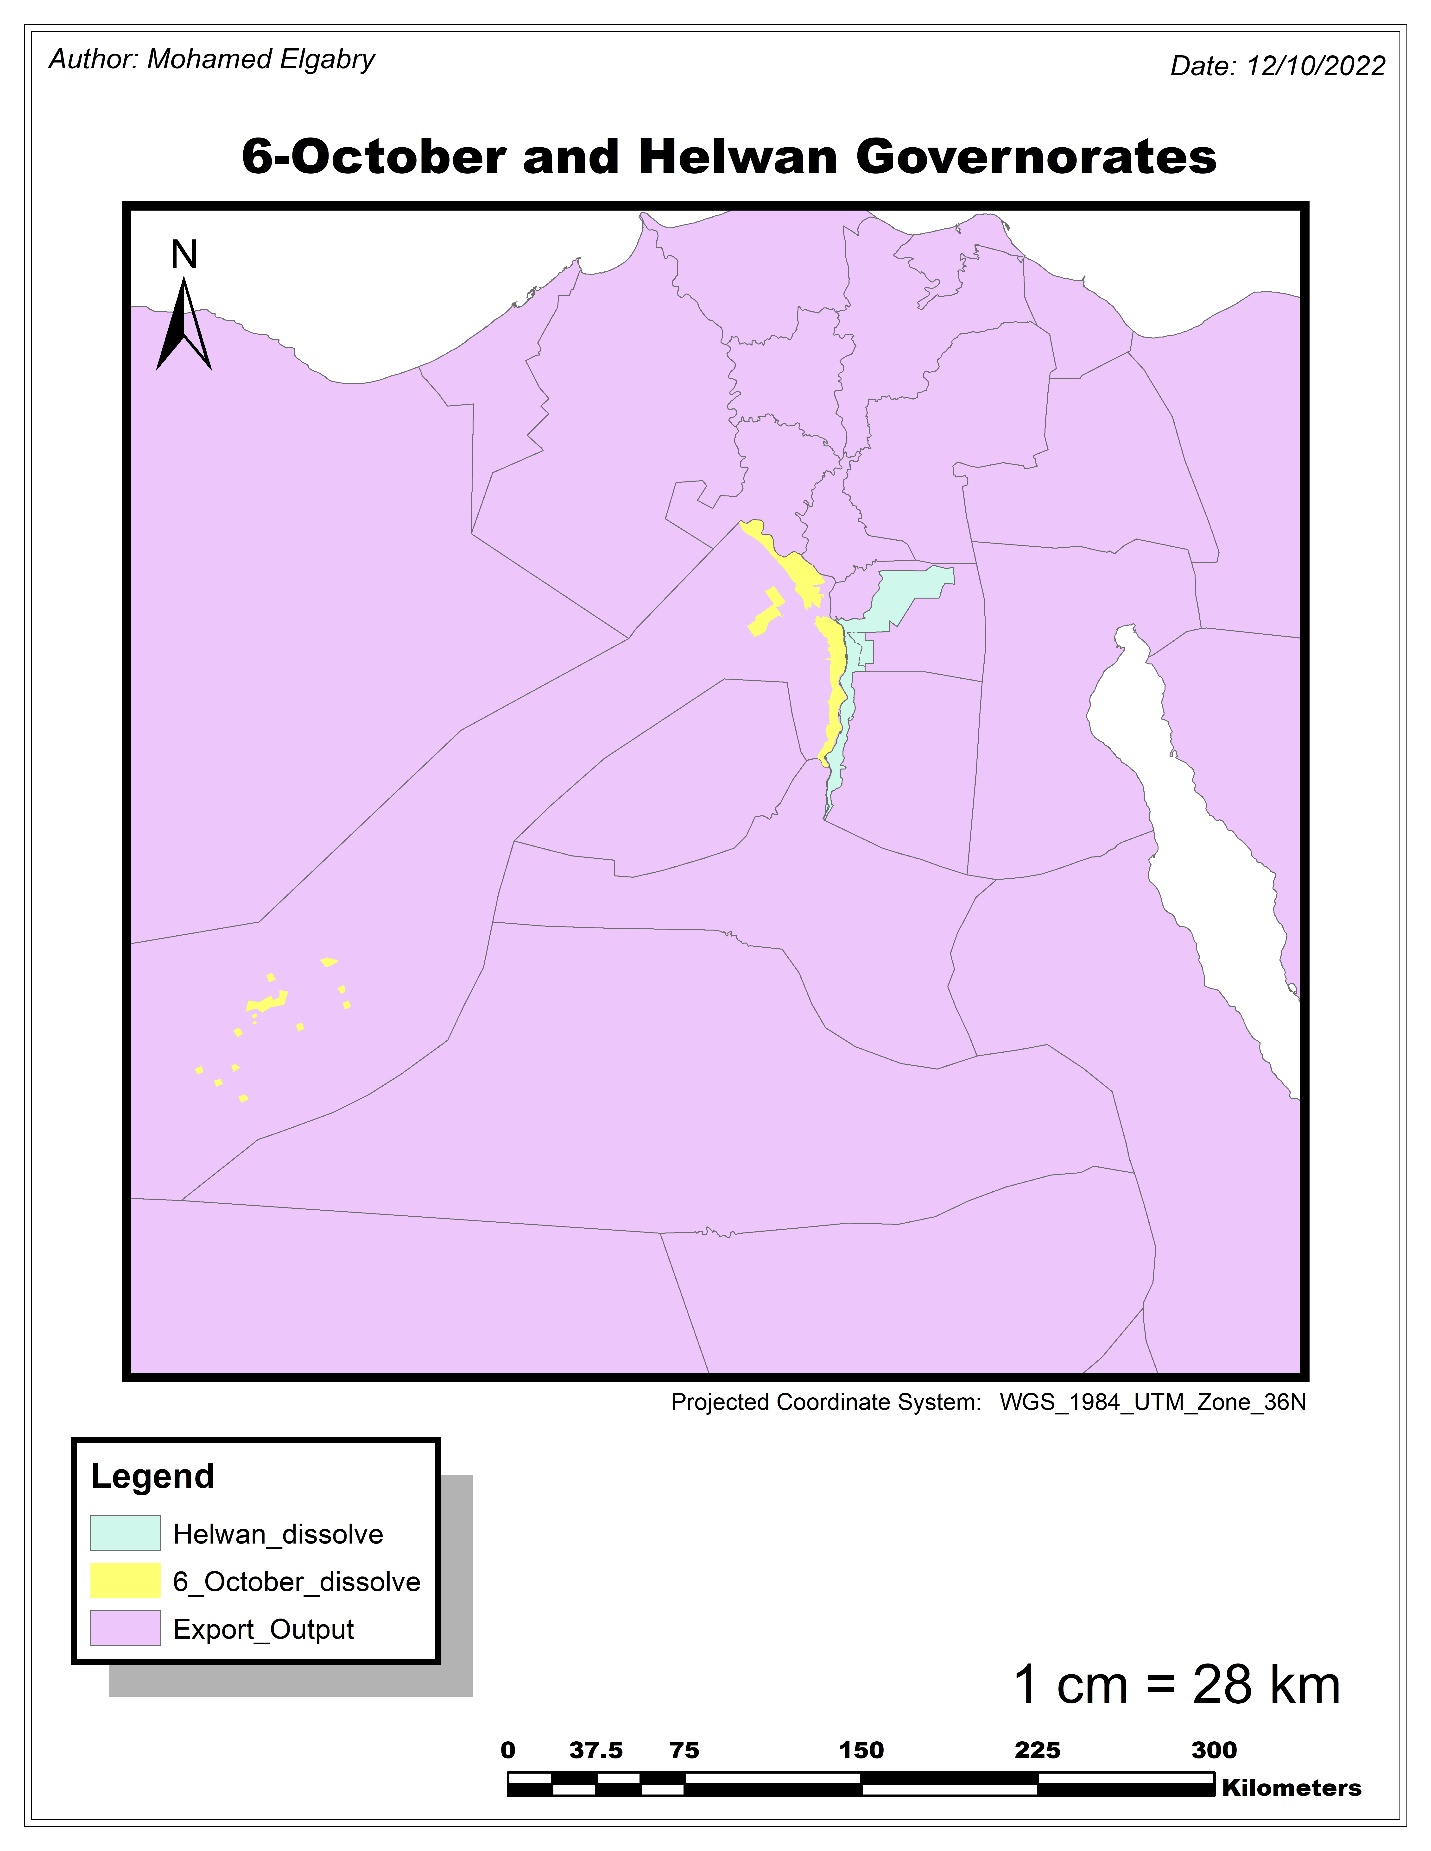 Author: Mohamed Elgabry
Date: 12/10/2022
6-October and Helwan Governorates
N
Projected Coordinate System: WGS_1984_UTM_Zone_36N
Legend
Helwan_dissolve
6_October_dissolve
Export_Output
1 cm = 28 km
0 37.5 75 150 225 300
Kilometers